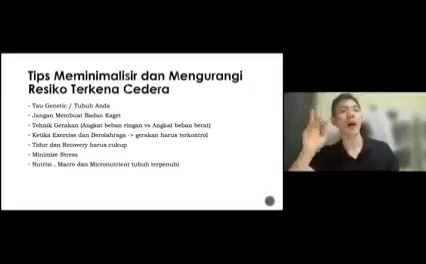 Tips Meminimalisir dan Mengurangi
Resiko Terkena Cedera
Tau Genetic / Tubuh Anda
Jangan Membuat Badan Kaget
Tehnik Gerakan (Angkat beban ringan vs Angkat beban berat)
Ketika Exercise dan Berolahraga -> gerakan harus terkontrol
Tidur dan Recovery harus cukup
Minimize Stress
Nutrisi , Macro dan Micronutrient tubuh terpenuhi